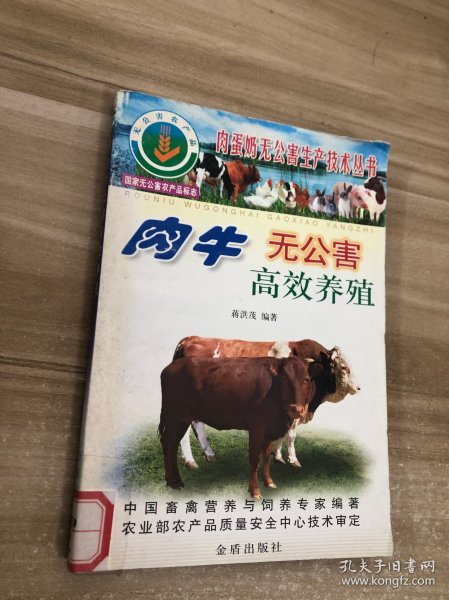 无公害农产品
肉蛋奶无公害生产技术丛书
国家无公害农产品标志
ROUNIU WUGONGHAI GAOXIAO YANGZHI
肉牛 无公害
高效养殖
蒋洪茂 编著
中国畜禽营养与饲养专家编著
农业部农产品质量安全中心技术审定
金盾出版社
孔夫子旧书网
www.kongfz.com